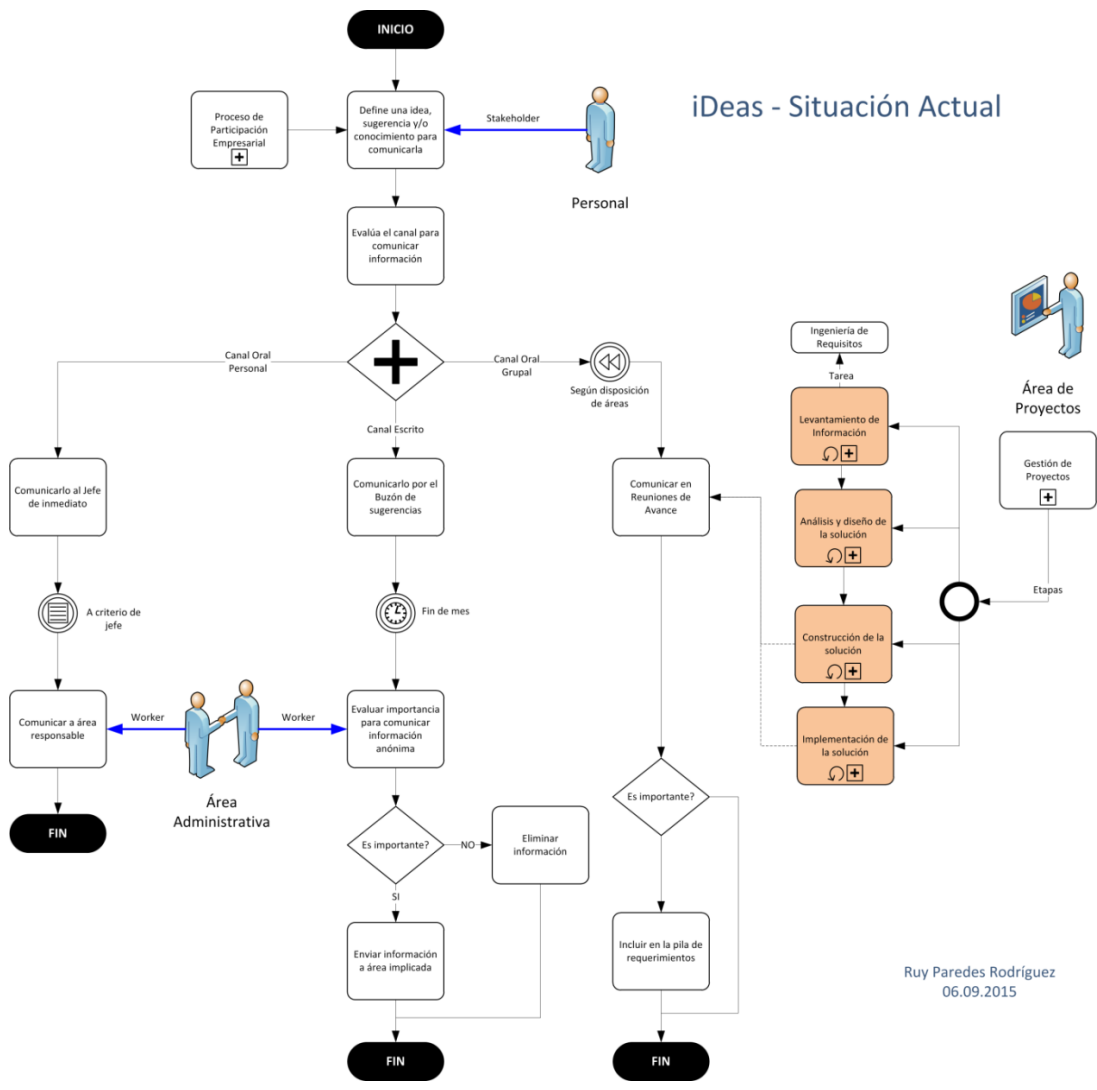 INICIO
iDeas - Situación Actual
Proceso de
Participación
Empresarial
Define una idea,
sugerencia y/o
conocimiento para
comunicarla
Stakeholder
Personal
Evalúa el canal para
comunicar
información
Canal Oral
Personal
Canal Oral
Grupal
Según disposición
de áreas
Canal Escrito
Ingeniería de
Requisitos
Tarea
Área de
Proyectos
Levantamiento de
Información
Gestión de
Proyectos
Comunicarlo al Jefe
de inmediato
Comunicarlo por el
Buzón de
sugerencias
Comunicar en
Reuniones de
Avance
Análisis y diseño de
la solución
Etapas
A criterio de
jefe
Fin de mes
Construcción de la
solución
Comunicar a área
responsable
Worker
Worker
Área
Administrativa
Evaluar importancia
para comunicar
información
anónima
Implementación de
la solución
FIN
Es importante?
NO
Eliminar
información
Es importante?
SI
Enviar información
a área implicada
Incluir en la pila de
requerimientos
Ruy Paredes Rodríguez
06.09.2015
FIN
FIN